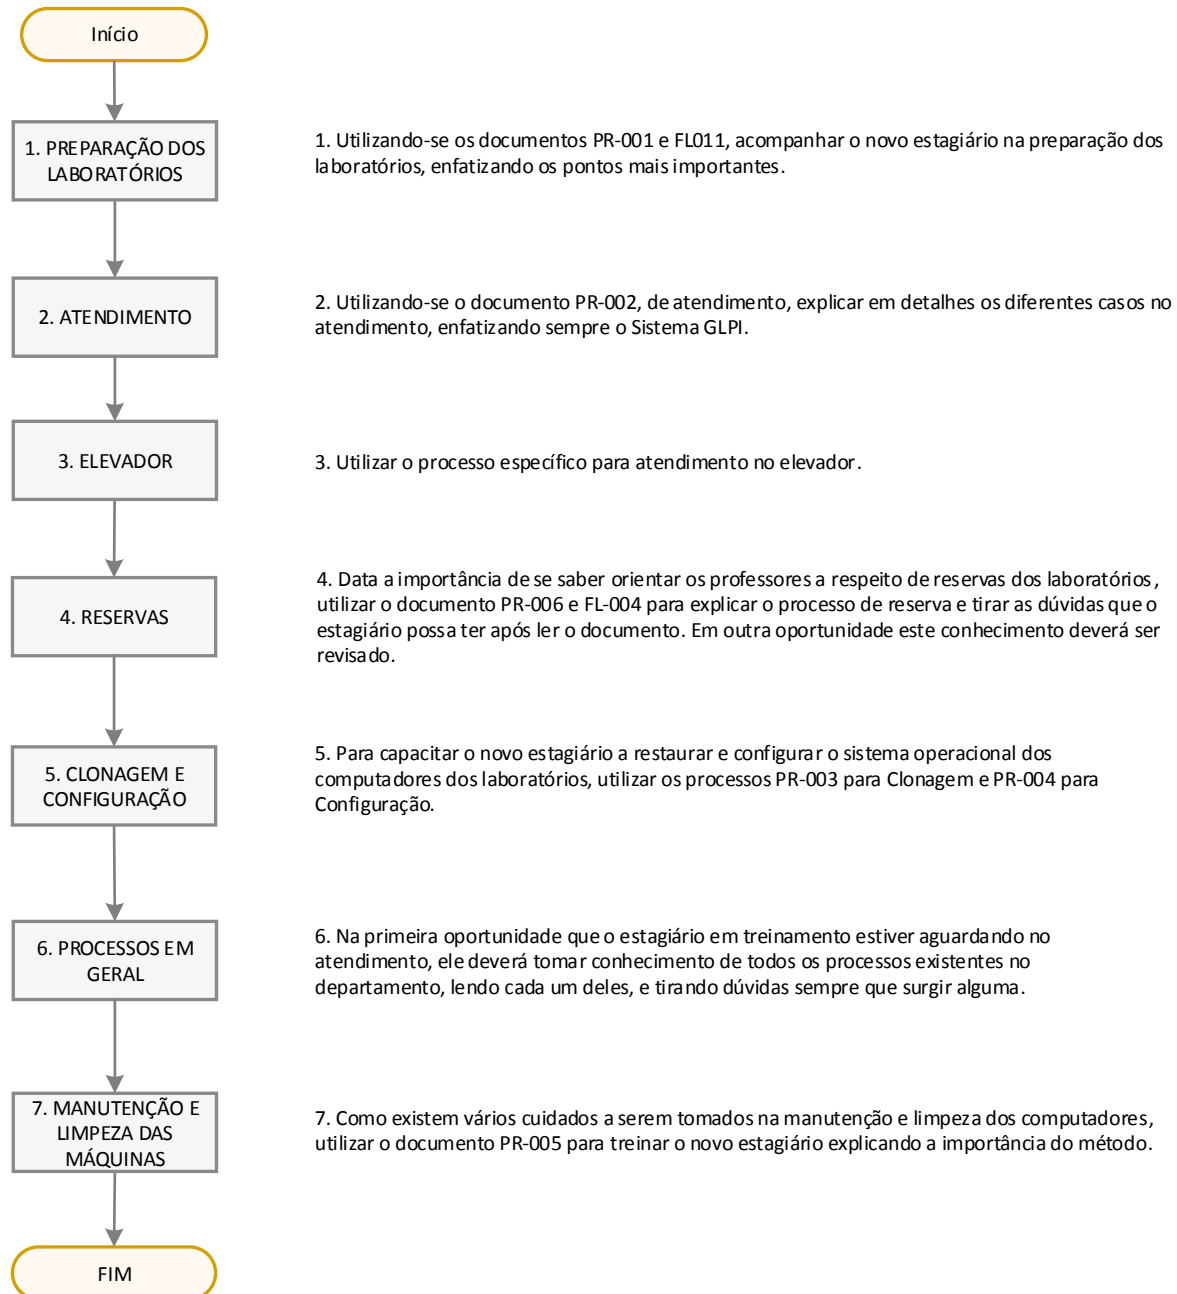 Início
1. PREPARAÇÃO DOS
LABORATÓRIOS
1. Utilizando-se os documentos PR-001 e FL011, acompanhar o novo estagiário na preparação dos
laboratórios, enfatizando os pontos mais importantes.
2. ATENDIMENTO
2. Utilizando-se o documento PR-002, de atendimento, explicar em detalhes os diferentes casos no
atendimento, enfatizando sempre o Sistema GLPI.
3. ELEVADOR
3. Utilizar o processo específico para atendimento no elevador.
4. RESERVAS
4. Data a importância de se saber orientar os professores a respeito de reservas dos laboratórios,
utilizar o documento PR-006 e FL-004 para explicar o processo de reserva e tirar as dúvidas que o
estagiário possa ter após ler o documento. Em outra oportunidade este conhecimento deverá ser
revisado.
5. CLONAGEM E
CONFIGURAÇÃO
5. Para capacitar o novo estagiário a restaurar e configurar o sistema operacional dos
computadores dos laboratórios, utilizar os processos PR-003 para Clonagem e PR-004 para
Configuração.
6. PROCESSOS EM
GERAL
6. Na primeira oportunidade que o estagiário em treinamento estiver aguardando no
atendimento, ele deverá tomar conhecimento de todos os processos existentes no
departamento, lendo cada um deles, e tirando dúvidas sempre que surgir alguma.
7. MANUTENÇÃO E
LIMPEZA DAS
MÁQUINAS
7. Como existem vários cuidados a serem tomados na manutenção e limpeza dos computadores,
utilizar o documento PR-005 para treinar o novo estagiário explicando a importância do método.
FIM